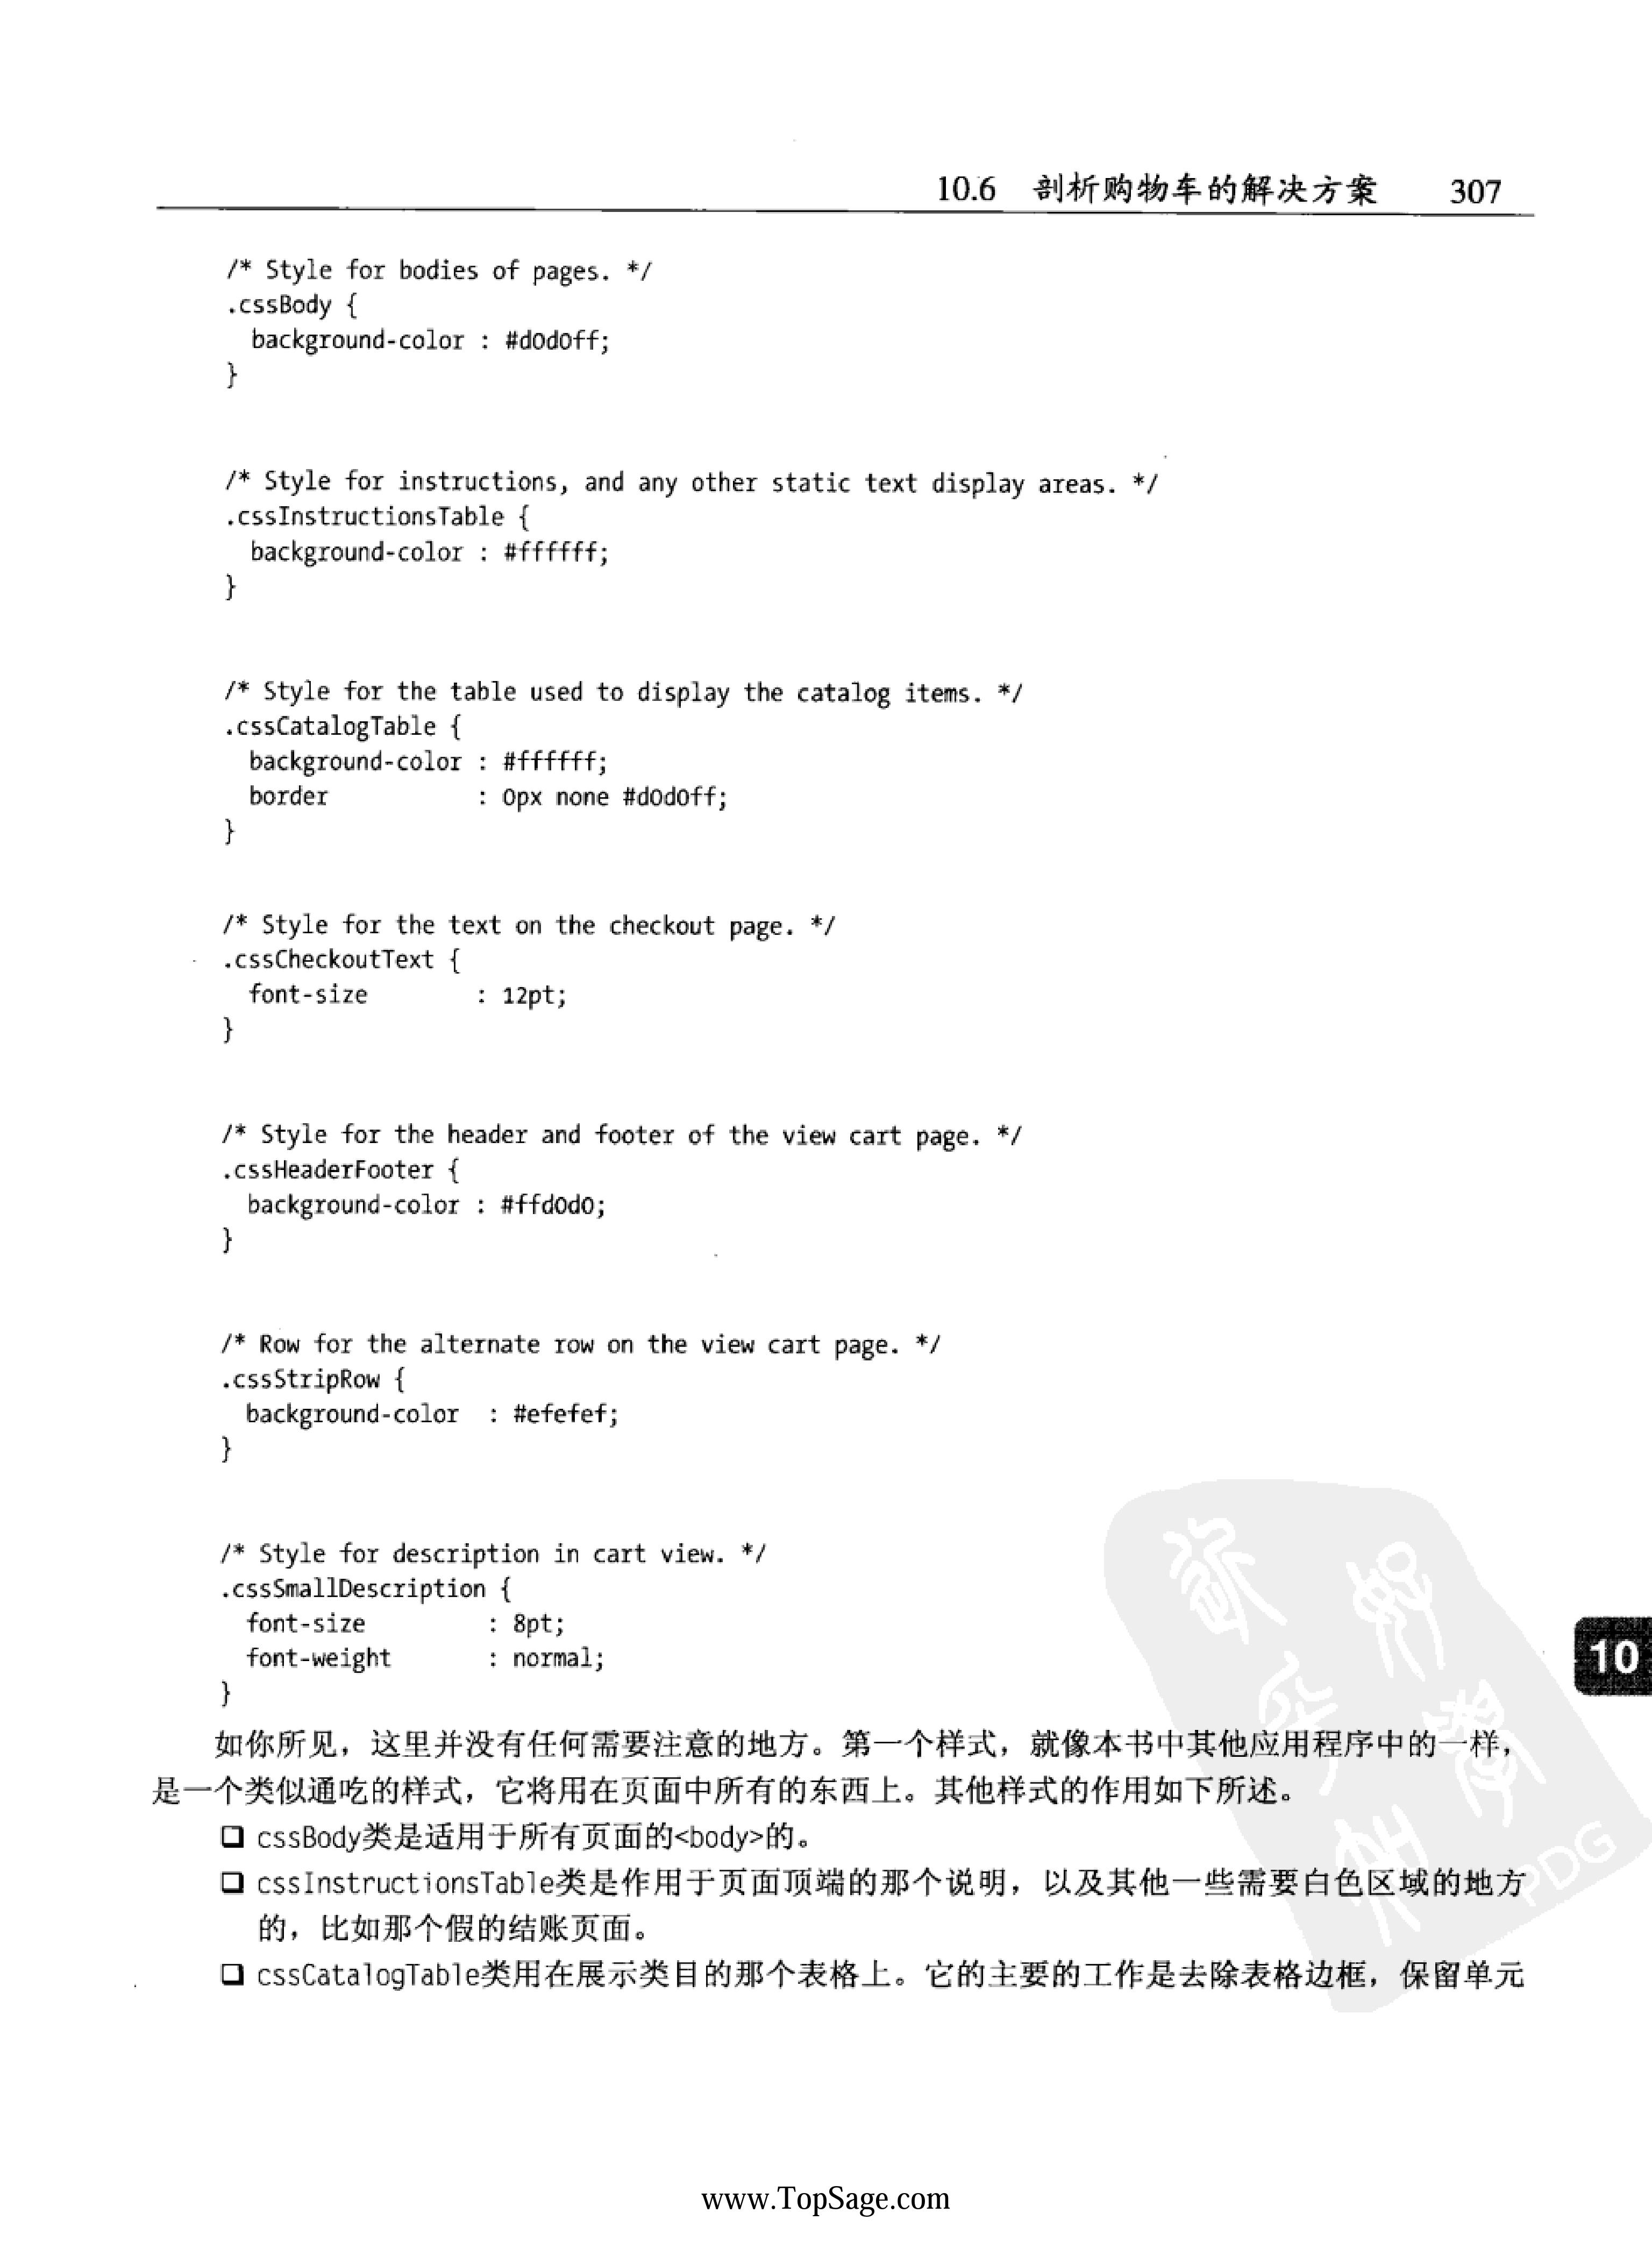 10.6 剖析购物车的解决方案 307
/* Style for bodies of pages. */
.cssBody {
  background-color : #d0d0ff;
}
/* Style for instructions, and any other static text display areas. */
.cssInstructionsTable {
  background-color : #ffffff;
}
/* Style for the table used to display the catalog items. */
.cssCatalogTable {
  background-color : #ffffff;
  border           : 0px none #d0d0ff;
}
/* Style for the text on the checkout page. */
.cssCheckoutText {
  font-size        : 12pt;
}
/* Style for the header and footer of the view cart page. */
.cssHeaderFooter {
  background-color : #ffd0d0;
}
/* Row for the alternate row on the view cart page. */
.cssStripRow {
  background-color  : #efefef;
}
/* Style for description in cart view. */
.cssSmallDescription {
  font-size         : 8pt;
  font-weight       : normal;
}
10
如你所见，这里并没有任何需要注意的地方。第一个样式，就像本书中其他应用程序中的一样，
是一个类似通吃的样式，它将用在页面中所有的东西上。其他样式的作用如下所述。
❑ cssBody类是适用于所有页面的<body>的。
❑ cssInstructionsTable类是作用于页面顶端的那个说明，以及其他一些需要白色区域的地方
的，比如那个假的结账页面。
❑ cssCatalogTable类用在展示类目的那个表格上。它的主要的工作是去除表格边框，保留单元
PDG
www.TopSage.com